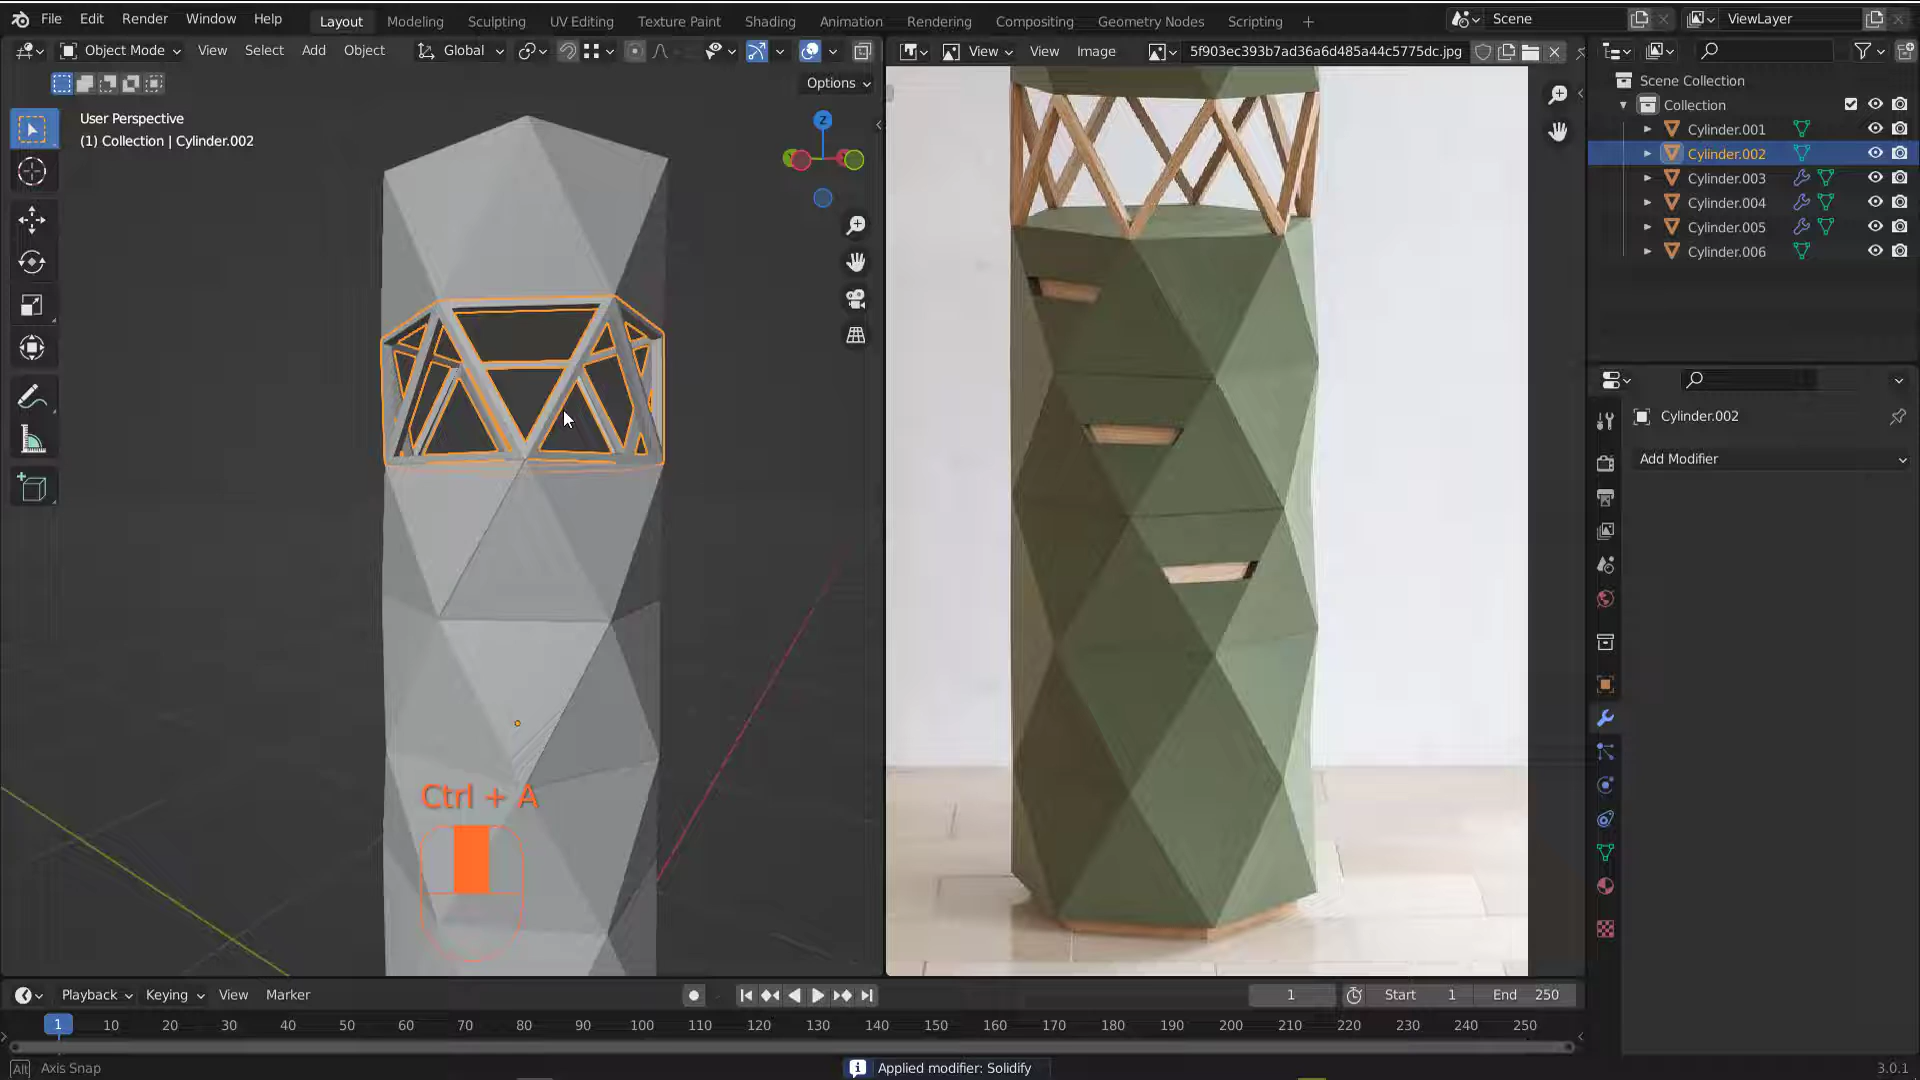 File Edit Render Window Help
Layout Modeling Sculpting UV Editing Texture Paint Shading Animation Rendering Compositing Geometry Nodes Scripting +
Scene
ViewLayer
Object Mode View Select Add Object Global
View View Image 5f903ec393b7ad36a6d485a44c5775dc.jpg
Options
User Perspective
(1) Collection | Cylinder.002
Z
Scene Collection
Collection
Cylinder.001
Cylinder.002
Cylinder.003
Cylinder.004
Cylinder.005
Cylinder.006
Cylinder.002
Add Modifier
Ctrl + A
Playback Keying View Marker
1 Start 1 End 250
1 10 20 30 40 50 60 70 80 90 100 110 120 130 140 150 160 170 180 190 200 210 220 230 240 250
Alt Axis Snap
Applied modifier: Solidify
3.0.1